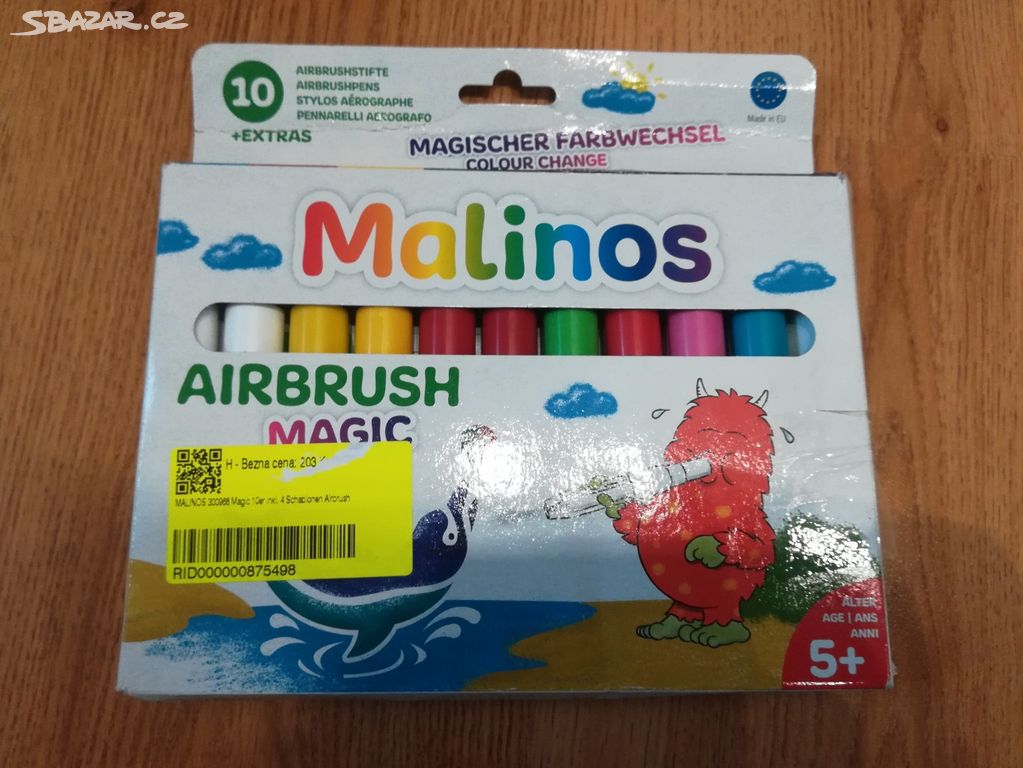 SBAZAR.CZ
10
+EXTRAS
AIRBRUSHSTIFTE
AIRBRUSHPENS
STYLOS AÉROGRAPHE
PENNARELLI AEROGRAFO
MAGISCHER FARBWECHSEL
COLOUR CHANGE
Made in EU
Malinos
AIRBRUSH
MAGIC
H - Bezna cena: 203
MALINOS 300968 Magic 10er inkl. 4 Schablonen Airbrush
RID000000875498
ALTER
AGE | ANS
ANNI
5+